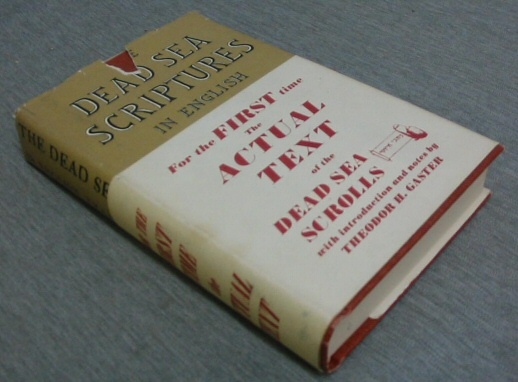 DEAD SEA
SCRIPTURES
IN ENGLISH
For the FIRST time
The
ACTUAL
TEXT
of the
DEAD SEA
SCROLLS
with introduction and notes by
THEODOR H. GASTER
THE DEAD SE
THE